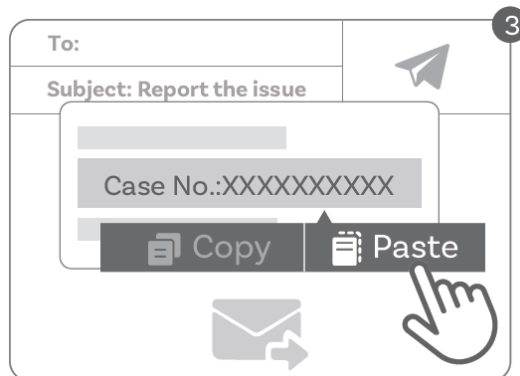 3
To:
Subject: Report the issue
Case No.:XXXXXXXXXX
Copy
Paste